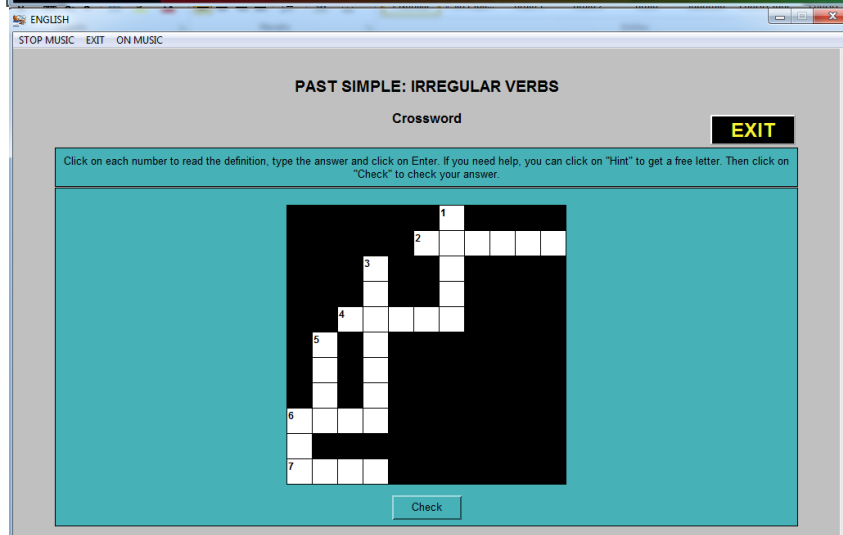 ENGLISH
STOP MUSIC EXIT ON MUSIC
PAST SIMPLE: IRREGULAR VERBS
Crossword
EXIT
Click on each number to read the definition, type the answer and click on Enter. If you need help, you can click on "Hint" to get a free letter. Then click on
"Check" to check your answer.
1
2
3
4
5
6
7
Check